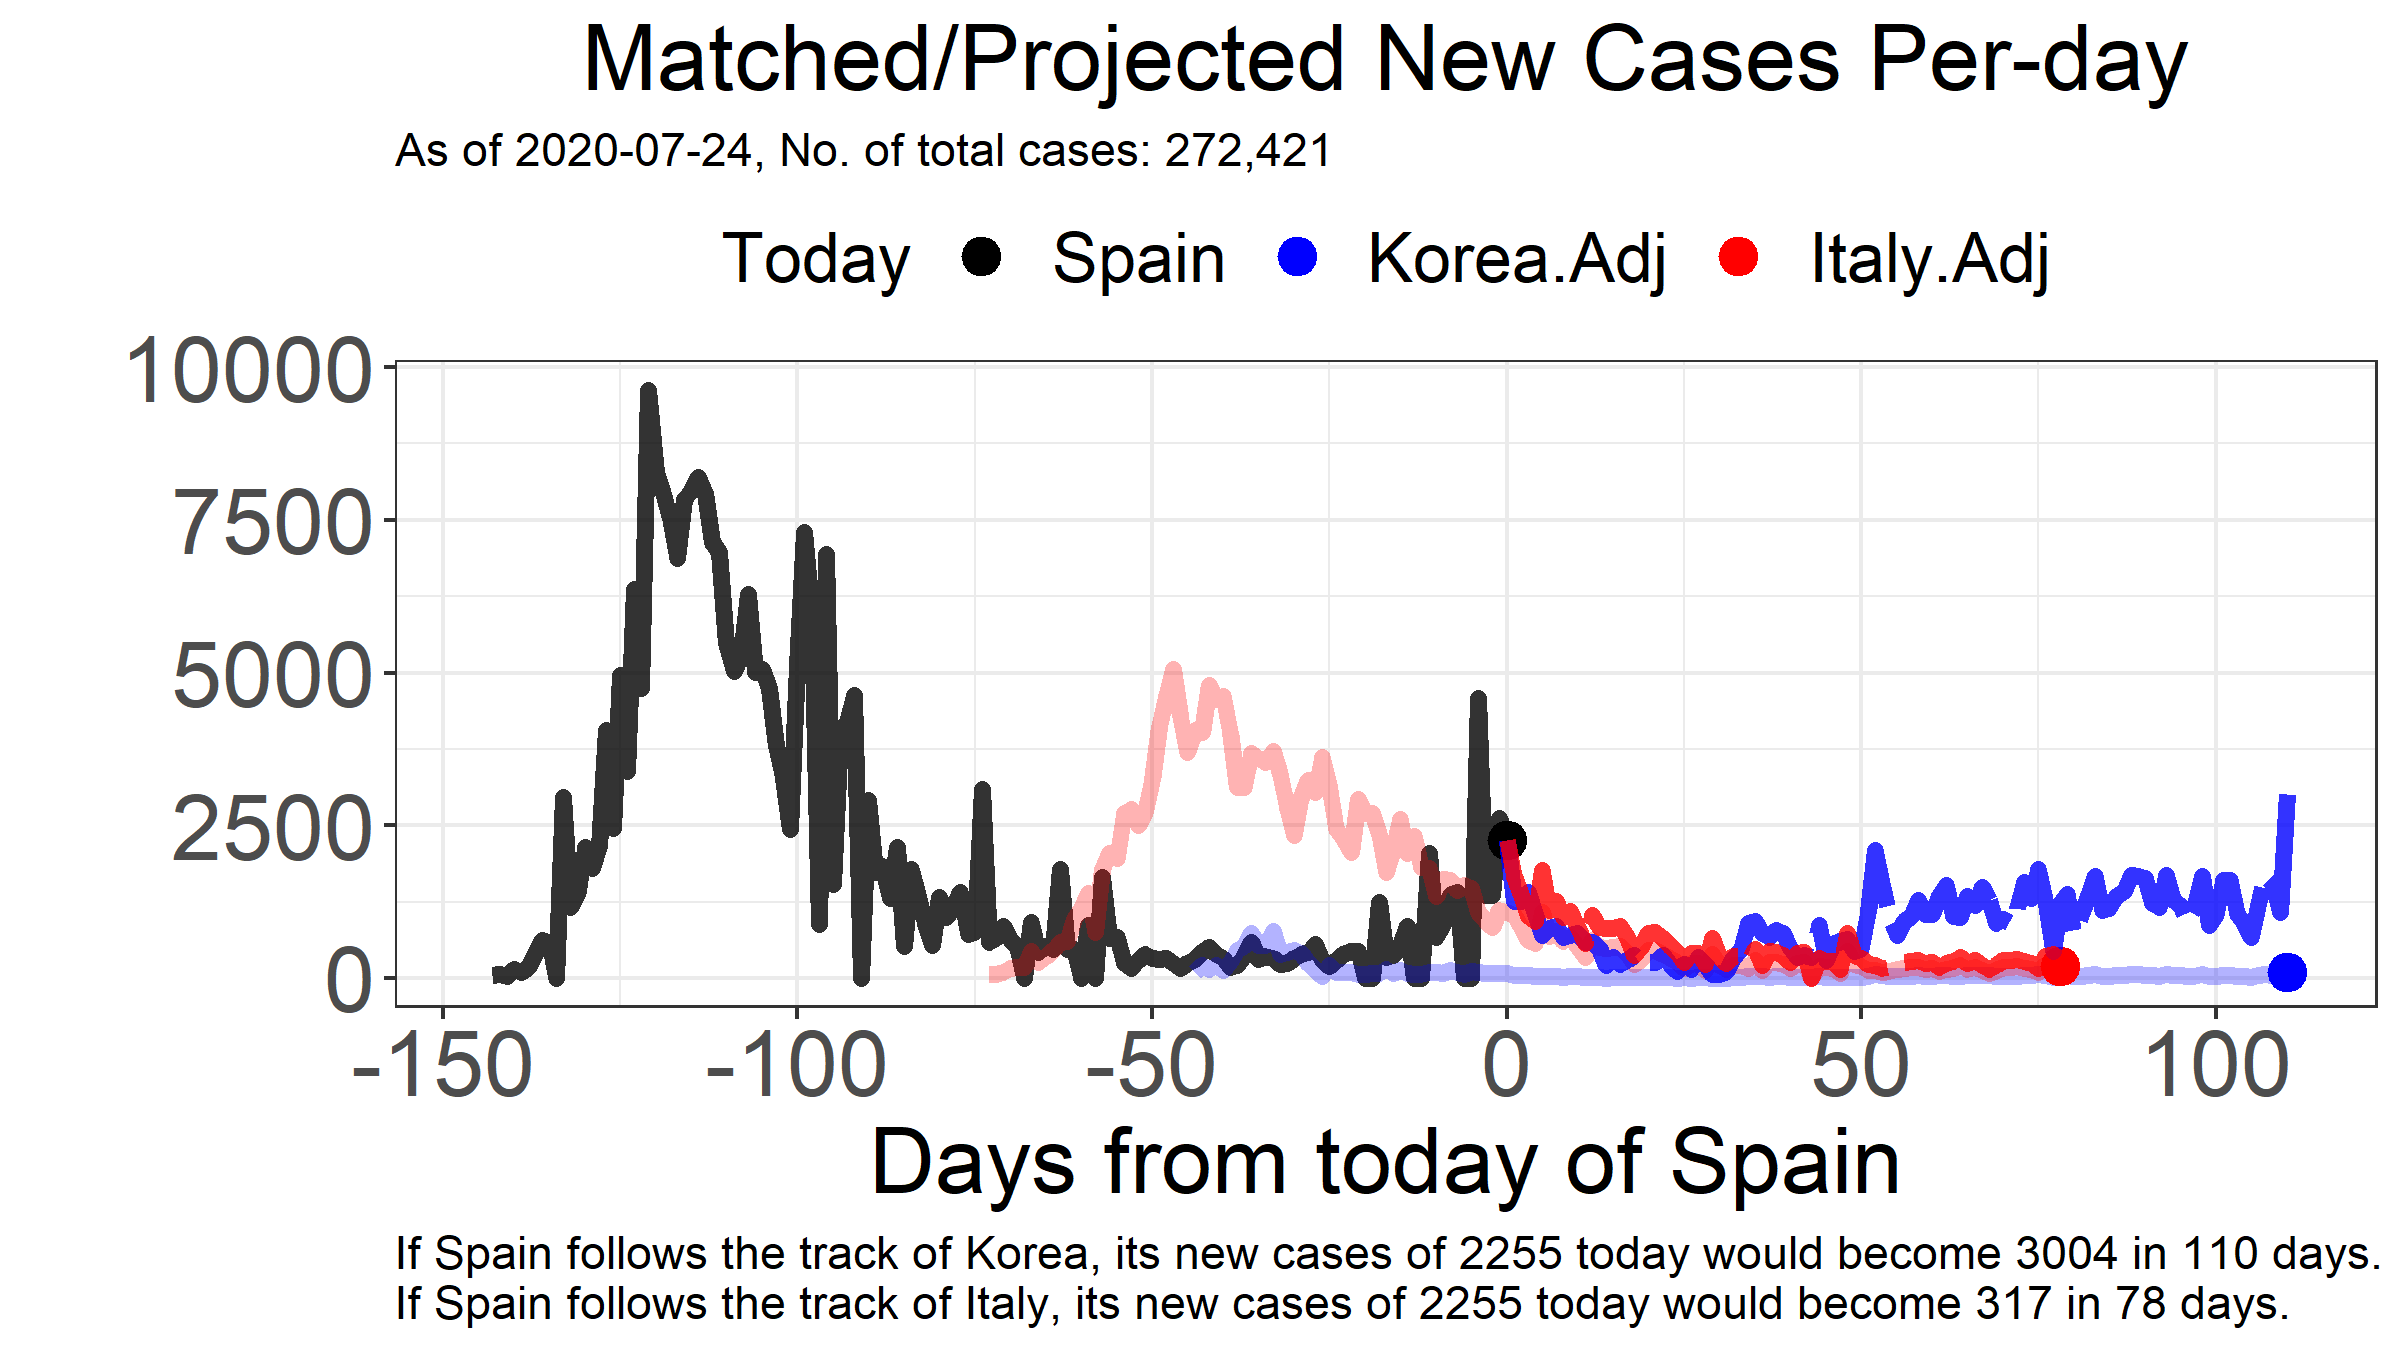 Matched/Projected New Cases Per-day
As of 2020-07-24, No. of total cases: 272,421
Today Spain Korea.Adj Italy.Adj
10000
7500
5000
2500
0
-150 -100 -50 0 50 100
Days from today of Spain
If Spain follows the track of Korea, its new cases of 2255 today would become 3004 in 110 days.
If Spain follows the track of Italy, its new cases of 2255 today would become 317 in 78 days.